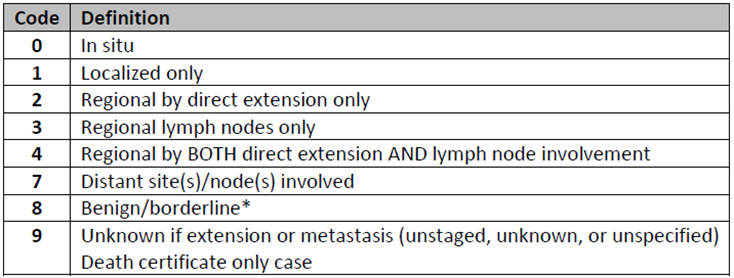 Code Definition
0 In situ
1 Localized only
2 Regional by direct extension only
3 Regional lymph nodes only
4 Regional by BOTH direct extension AND lymph node involvement
7 Distant site(s)/node(s) involved
8 Benign/borderline*
9 Unknown if extension or metastasis (unstaged, unknown, or unspecified)
Death certificate only case